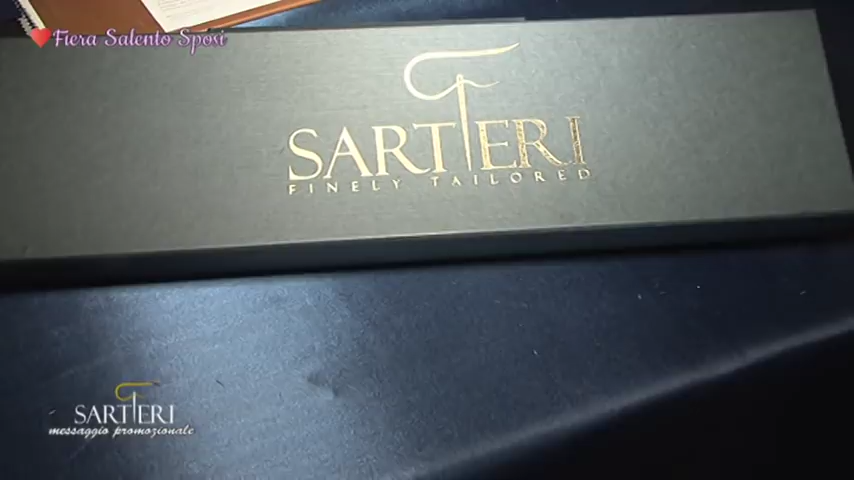 Fiera Salento Sposi
SARTIERI
FINELY TAILORED
SARTIERI
messaggio promozionale